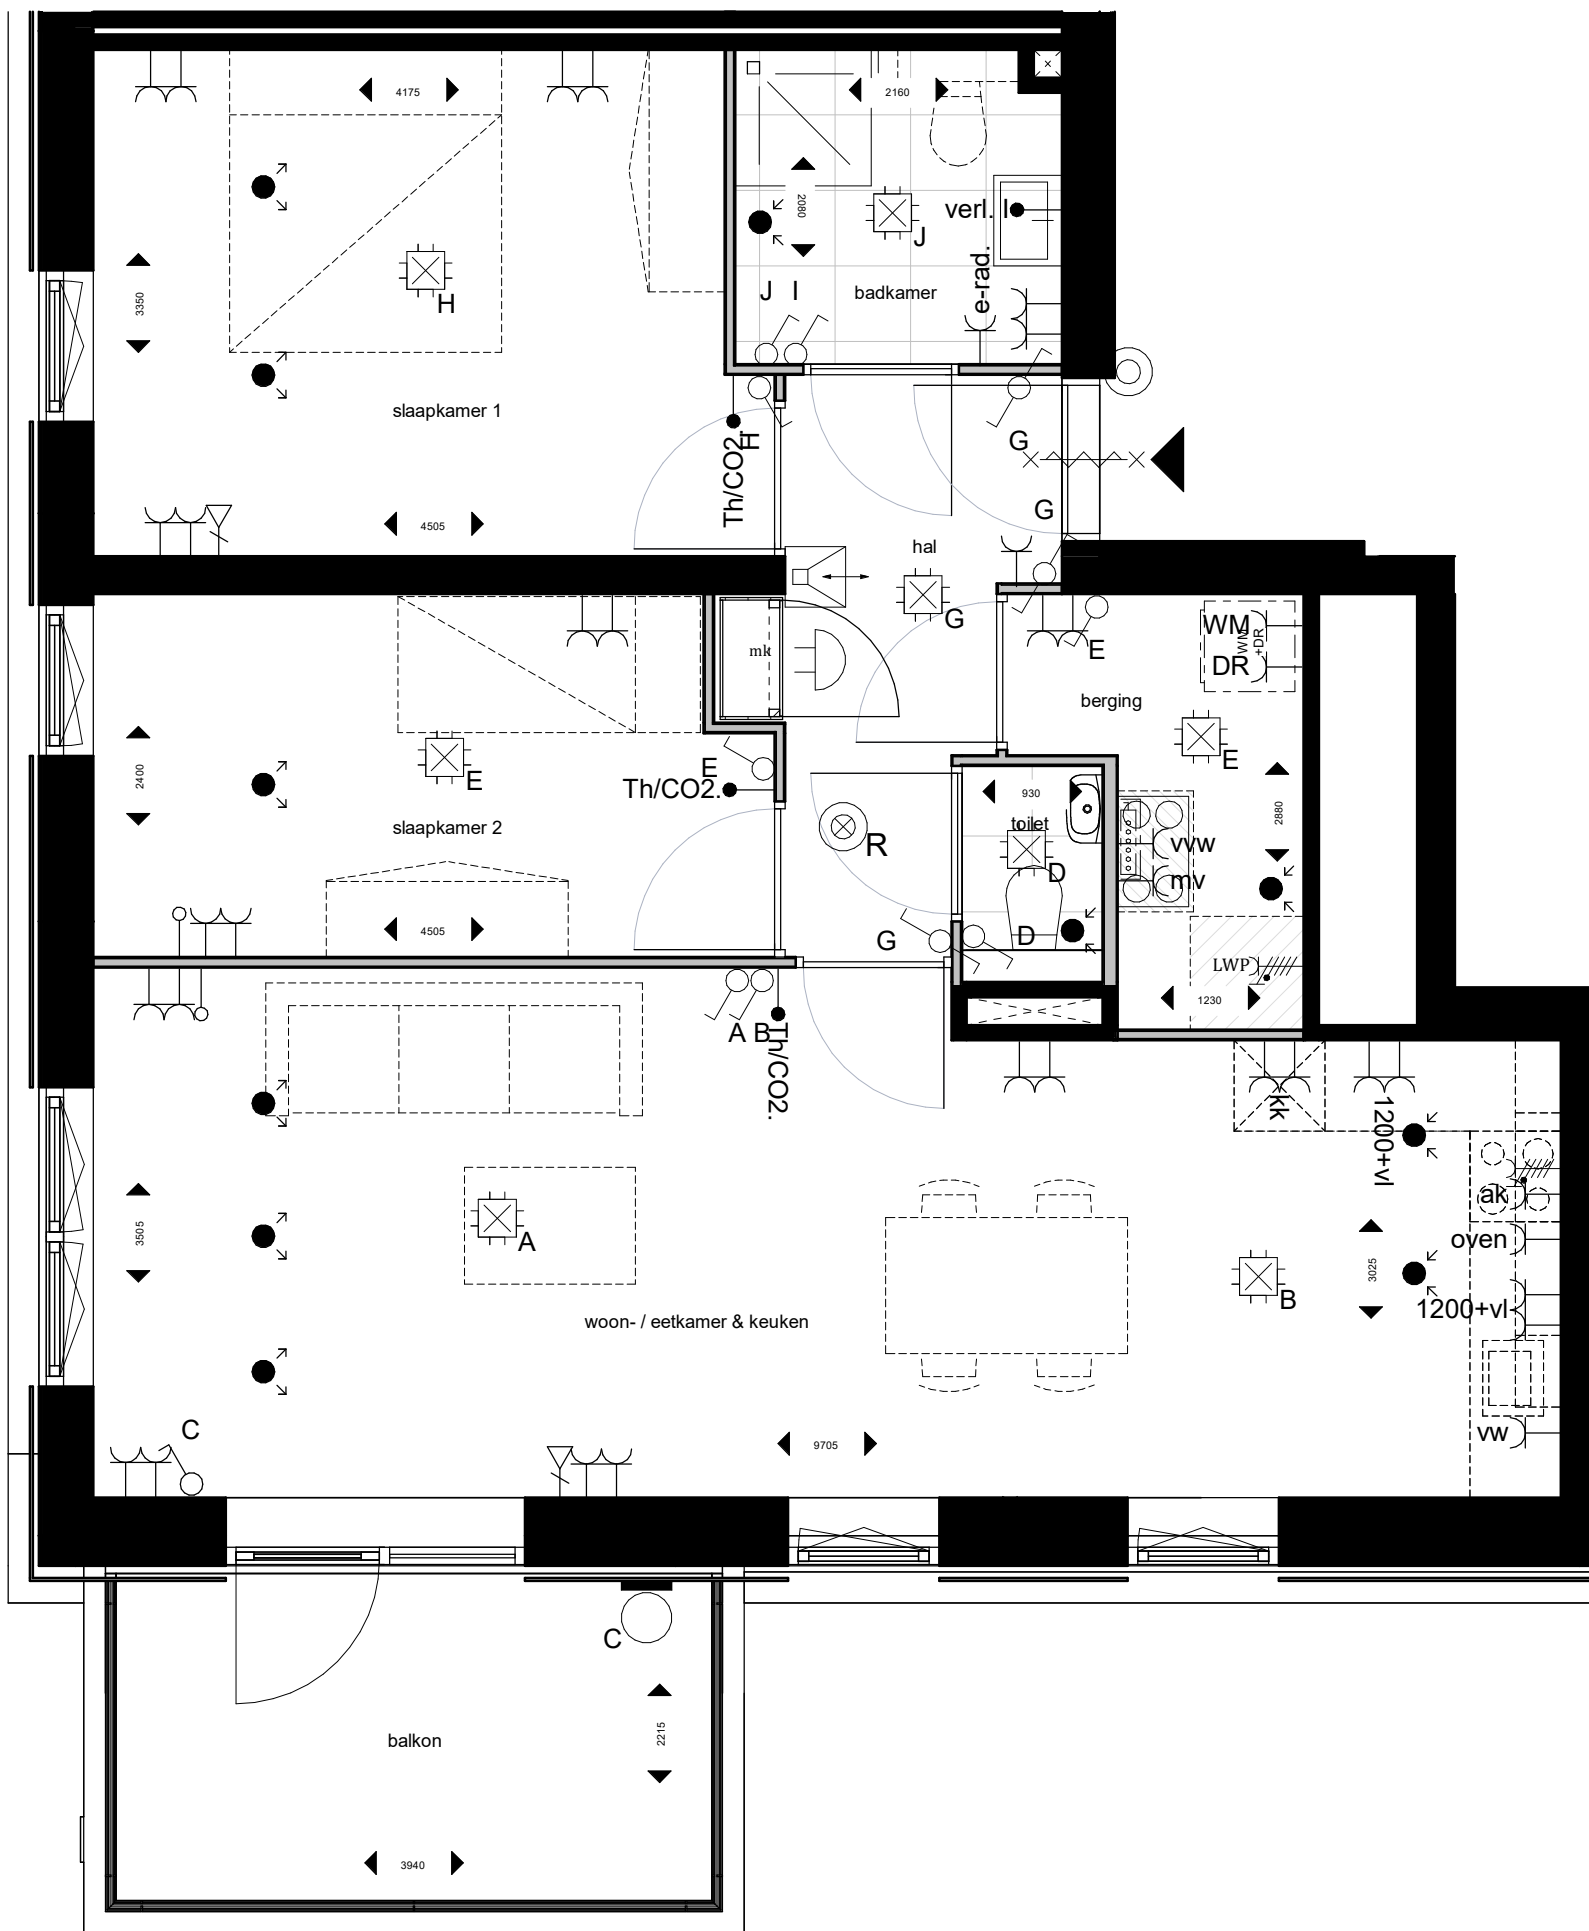 4175
2160
2080
verl. I
J
H
e-rad.
J I
badkamer
3350
slaapkamer 1
H
Th/CO2.
G
G
4505
hal
G
mk
E
WM
DR
WM
+DR
berging
E
E
E
Th/CO2.
2400
slaapkamer 2
930
toilet
2880
R
vvw
mv
D
4505
G
D
LWP
1230
A B
Th/CO2.
kk
1200+vl
ak
oven
3505
A
3025
B
1200+vl
woon- / eetkamer & keuken
C
9705
vw
C
2215
balkon
3940